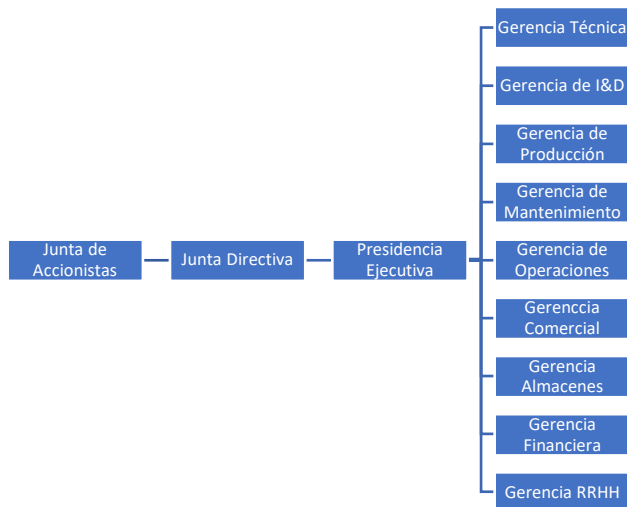 Junta de
Accionistas
Junta Directiva
Presidencia
Ejecutiva
Gerencia Técnica
Gerencia de I&D
Gerencia de
Producción
Gerencia de
Mantenimiento
Gerencia de
Operaciones
Gerenccia
Comercial
Gerencia
Almacenes
Gerencia
Financiera
Gerencia RRHH